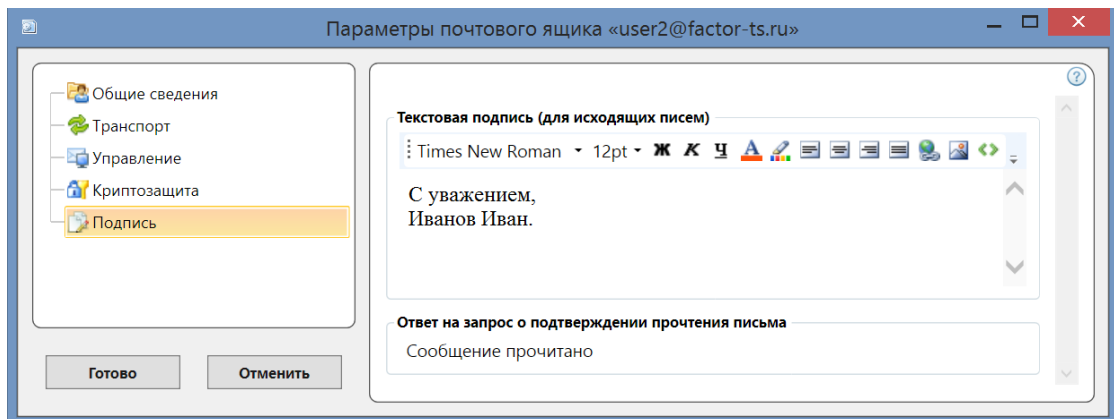 Параметры почтового ящика «user2@factor-ts.ru»
Общие сведения
Транспорт
Управление
Криптозащита
Подпись
Готово
Отменить
Текстовая подпись (для исходящих писем)
Times New Roman 12pt Ж К Ч А
С уважением,
Иванов Иван.
Ответ на запрос о подтверждении прочтения письма
Сообщение прочитано